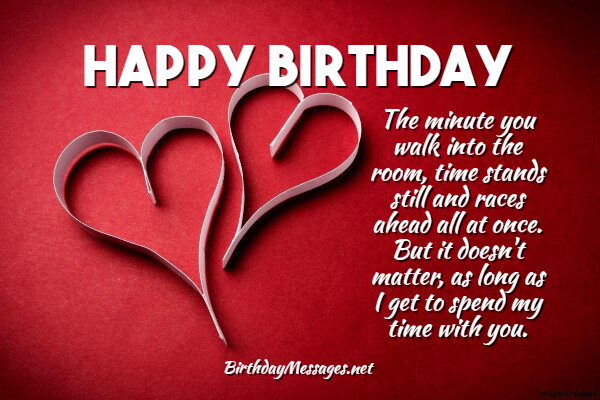 HAPPY BIRTHDAY
The minute you
walk into the
room, time stands
still and races
ahead all at once.
But it doesn't
matter, as long as
I get to spend my
time with you.
BirthdayMessages.net